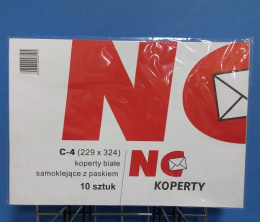 NC
C-4 (229 x 324)
koperty białe
samoklejące z paskiem
10 sztuk
NC
KOPERTY